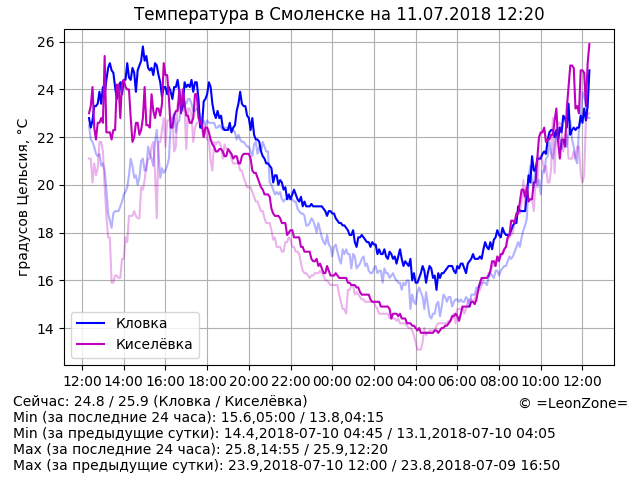 Температура в Смоленске на 11.07.2018 12:20
градусов Цельсия, °C
26
24
22
20
18
16
14
Кловка
Киселёвка
12:00 14:00 16:00 18:00 20:00 22:00 00:00 02:00 04:00 06:00 08:00 10:00 12:00
Сейчас: 24.8 / 25.9 (Кловка / Киселёвка)
© =LeonZone=
Min (за последние 24 часа): 15.6,05:00 / 13.8,04:15
Min (за предыдущие сутки): 14.4,2018-07-10 04:45 / 13.1,2018-07-10 04:05
Max (за последние 24 часа): 25.8,14:55 / 25.9,12:20
Max (за предыдущие сутки): 23.9,2018-07-10 12:00 / 23.8,2018-07-09 16:50